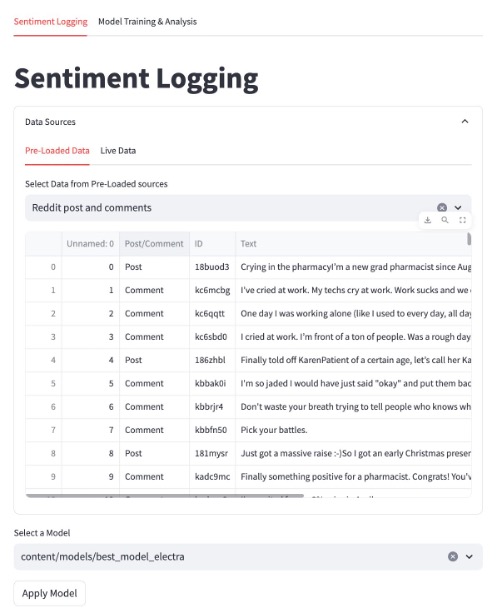 Sentiment Logging Model Training & Analysis
Sentiment Logging
Data Sources
Pre-Loaded Data Live Data
Select Data from Pre-Loaded sources
Reddit post and comments
Unnamed: 0 Post/Comment ID Text
0 0 Post 18buod3 Crying in the pharmacyI'm a new grad pharmacist since Aug
1 1 Comment kc6mcbg I've cried at work. My techs cry at work. Work sucks and we
2 2 Comment kc6qqtt One day I was working alone (like I used to every day, all day
3 3 Comment kc6sbd0 I cried at work. I'm front of a ton of people. Was a rough day
4 4 Post 186zhbl Finally told off KarenPatient of a certain age, let's call her Ka
5 5 Comment kbbak0i I'm so jaded I would have just said "okay" and put them bac
6 6 Comment kbbrjr4 Don't waste your breath trying to tell people who knows wh
7 7 Comment kbbfn50 Pick your battles.
8 8 Post 181mysr Just got a massive raise :-)So I got an early Christmas preser
9 9 Comment kadc9mc Finally something positive for a pharmacist. Congrats! You'v
Select a Model
content/models/best_model_electra
Apply Model